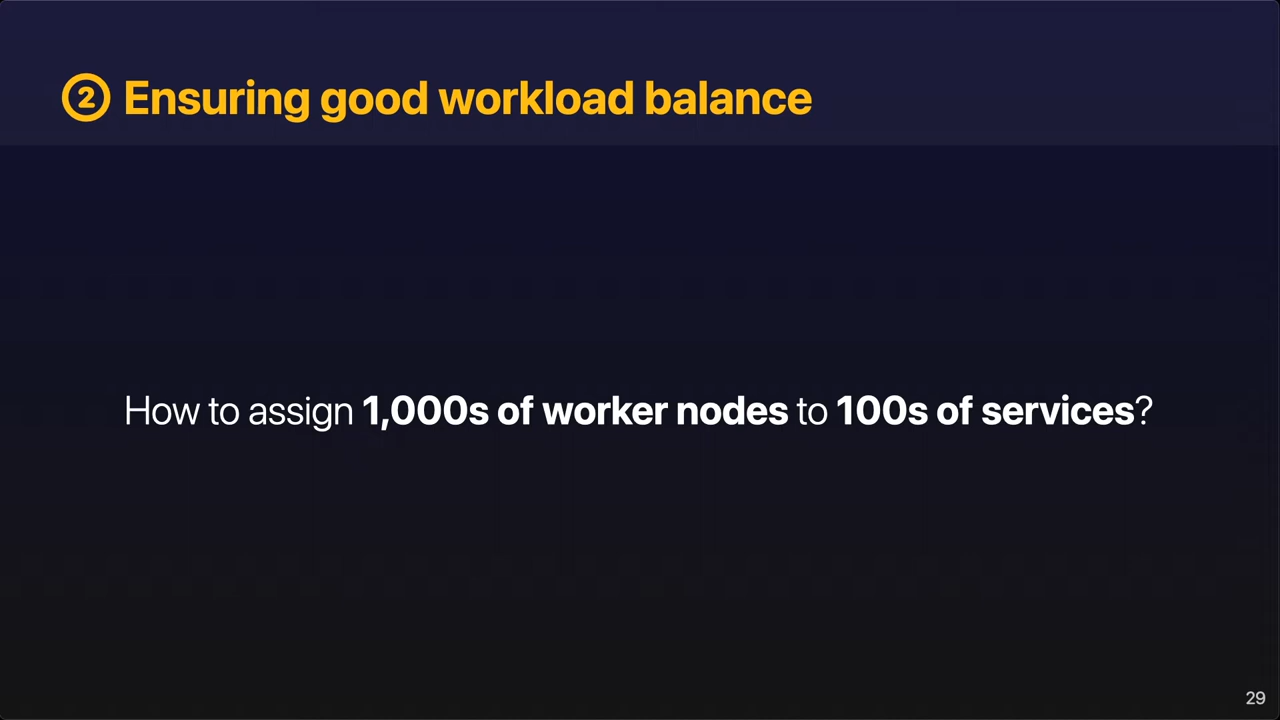 ② Ensuring good workload balance
How to assign 1,000s of worker nodes to 100s of services?
29